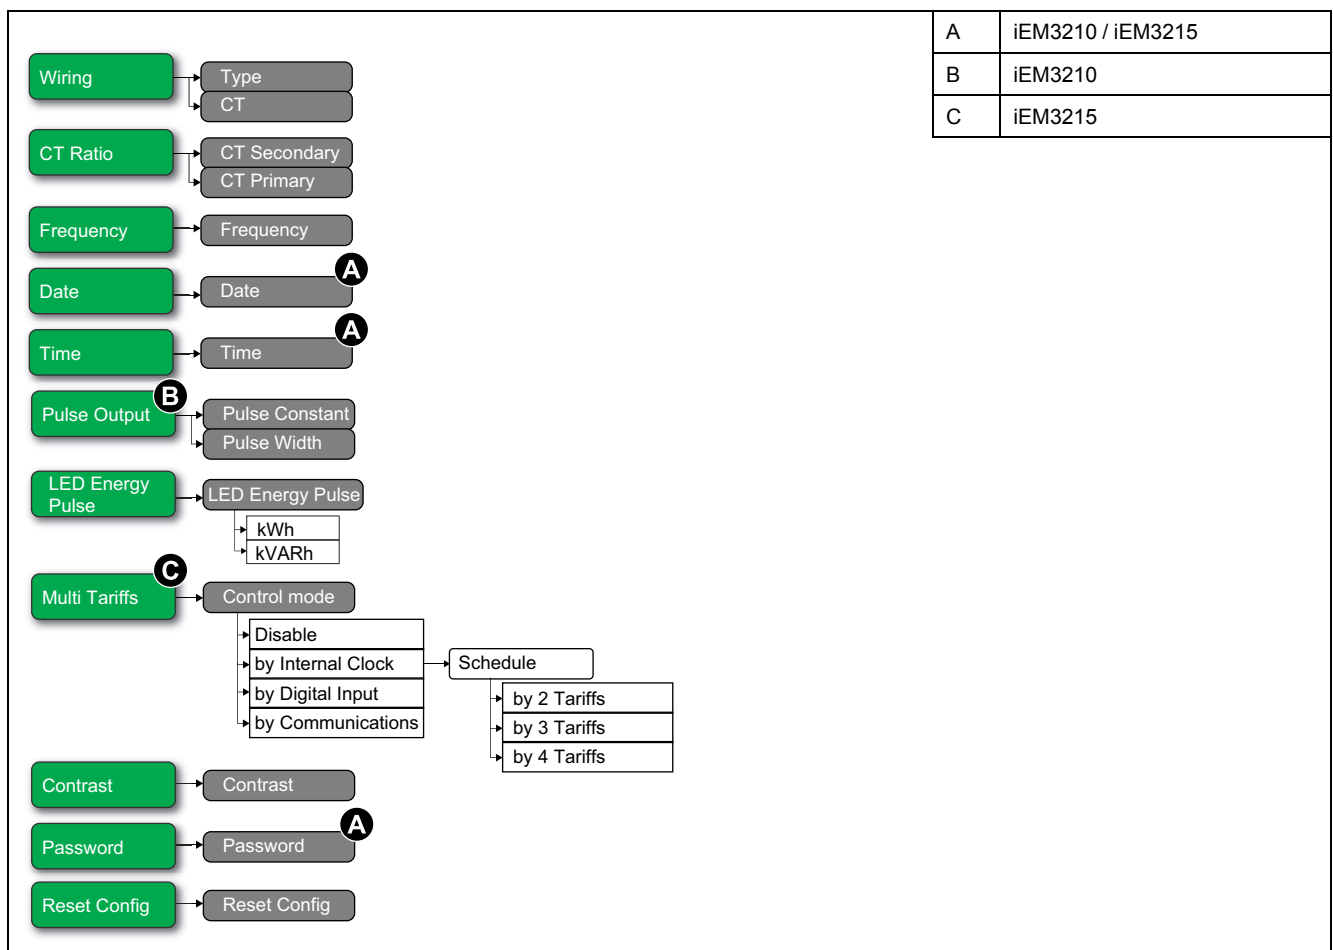 A iEM3210 / iEM3215
B iEM3210
C iEM3215
Wiring
Type
CT
CT Ratio
CT Secondary
CT Primary
Frequency
Frequency
Date
Date
A
Time
Time
A
Pulse Output
B
Pulse Constant
Pulse Width
LED Energy
Pulse
LED Energy Pulse
kWh
kVARh
Multi Tariffs
C
Control mode
Disable
by Internal Clock
by Digital Input
by Communications
Schedule
by 2 Tariffs
by 3 Tariffs
by 4 Tariffs
Contrast
Contrast
Password
Password
A
Reset Config
Reset Config